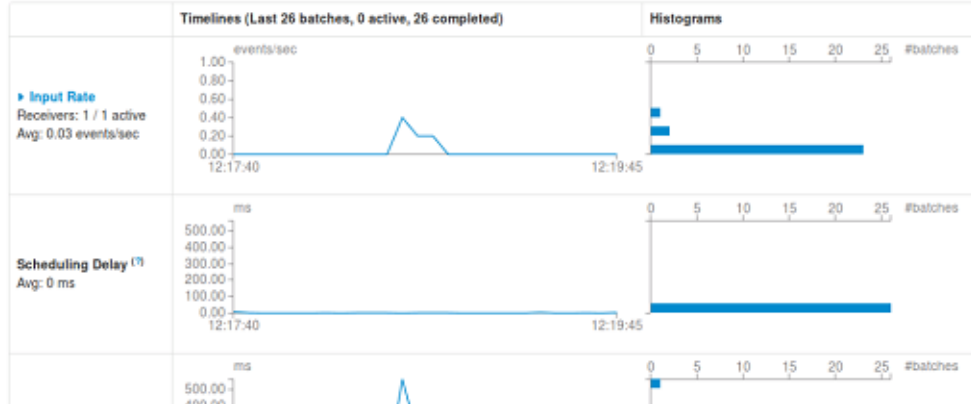 Timelines (Last 26 batches, 0 active, 26 completed)
Histograms
events/sec
0 5 10 15 20 25 #batches
1.00
0.80
0.60
0.40
0.20
0.00
12:17:40
12:19:45
Input Rate
Receivers: 1 / 1 active
Avg: 0.03 events/sec
ms
0 5 10 15 20 25 #batches
500.00
400.00
300.00
200.00
100.00
0.00
12:17:40
12:19:45
Scheduling Delay (?)
Avg: 0 ms
ms
0 5 10 15 20 25 #batches
500.00
400.00